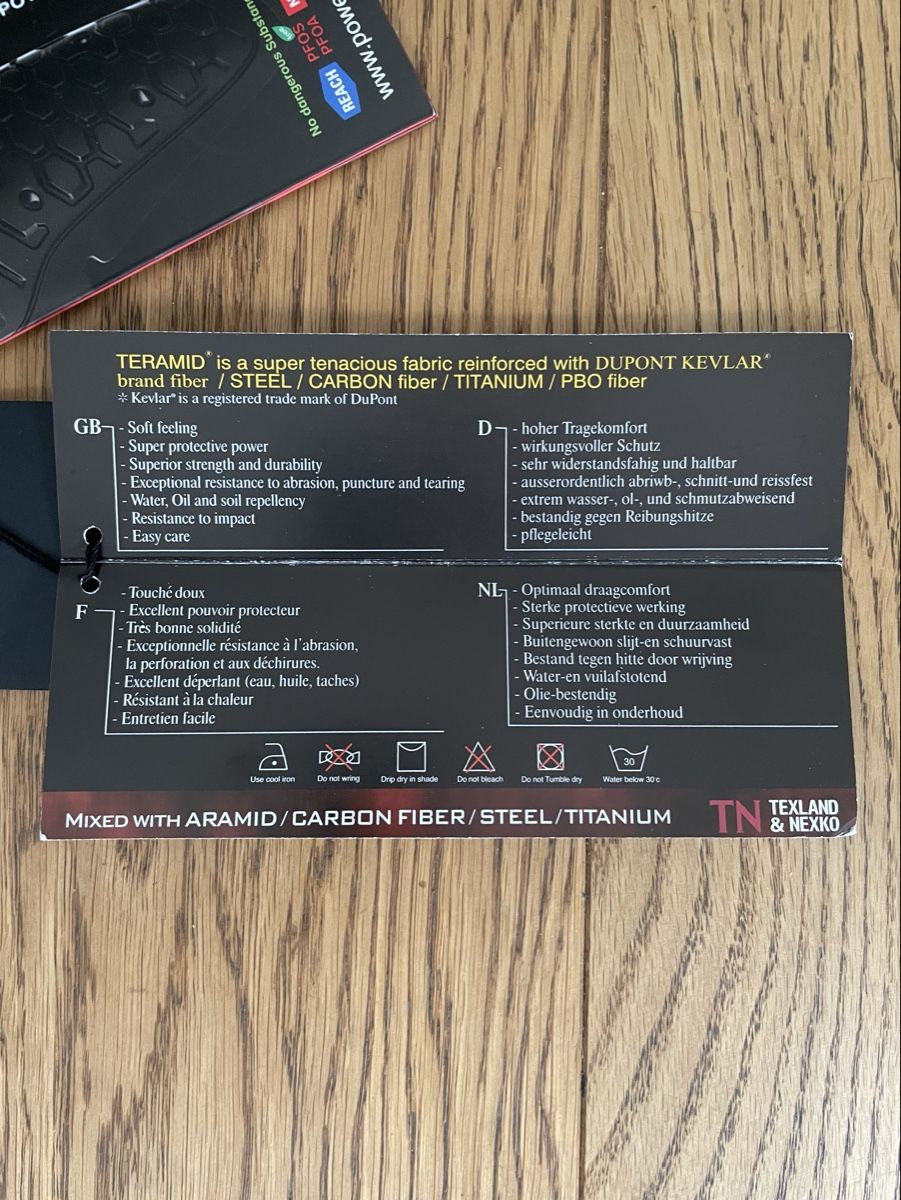 www.powe
PFOS
PFOA
free
REACH
No dangerous Substan
TERAMID® is a super tenacious fabric reinforced with DUPONT KEVLAR®
brand fiber / STEEL / CARBON fiber / TITANIUM / PBO fiber
✲ Kevlar® is a registered trade mark of DuPont
GB
- Soft feeling
- Super protective power
- Superior strength and durability
- Exceptional resistance to abrasion, puncture and tearing
- Water, Oil and soil repellency
- Resistance to impact
- Easy care
D
- hoher Tragekomfort
- wirkungsvoller Schutz
- sehr widerstandsfahig und haltbar
- ausserordentlich abriwb-, schnitt-und reissfest
- extrem wasser-, ol-, und schmutzabweisend
- bestandig gegen Reibungshitze
- pflegeleicht
F
- Touché doux
- Excellent pouvoir protecteur
- Très bonne solidité
- Exceptionnelle résistance à l'abrasion,
la perforation et aux déchirures.
- Excellent déperlant (eau, huile, taches)
- Résistant à la chaleur
- Entretien facile
NL
- Optimaal draagcomfort
- Sterke protectieve werking
- Superieure sterkte en duurzaamheid
- Buitengewoon slijt-en schuurvast
- Bestand tegen hitte door wrijving
- Water-en vuilafstotend
- Olie-bestendig
- Eenvoudig in onderhoud
30
Use cool iron
Do not wring
Drip dry in shade
Do not bleach
Do not Tumble dry
Water below 30°c
MIXED WITH ARAMID/CARBON FIBER/STEEL/TITANIUM
TN TEXLAND
& NEXKO